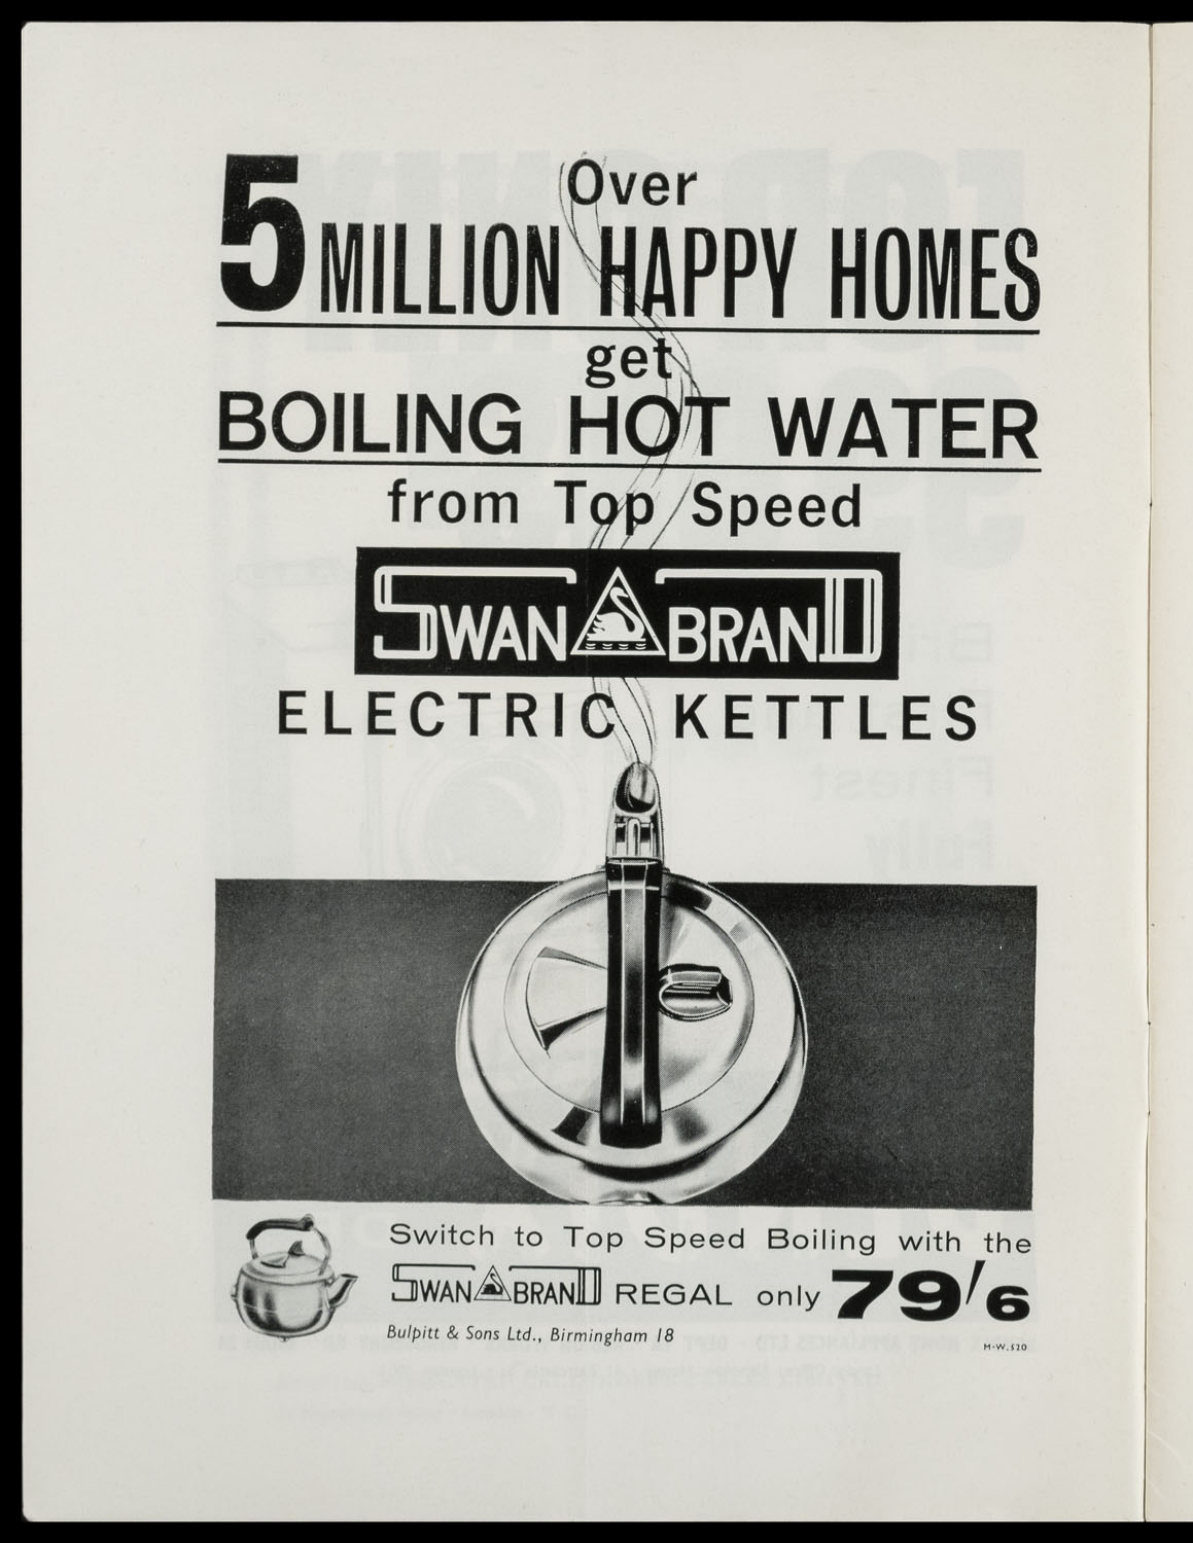 Over
5 MILLION HAPPY HOMES
get
BOILING HOT WATER
from Top Speed
SWAN BRAND
ELECTRIC KETTLES
Switch to Top Speed Boiling with the
SWAN BRAND REGAL only 79/6
Bulpitt & Sons Ltd., Birmingham 18
M-W.520